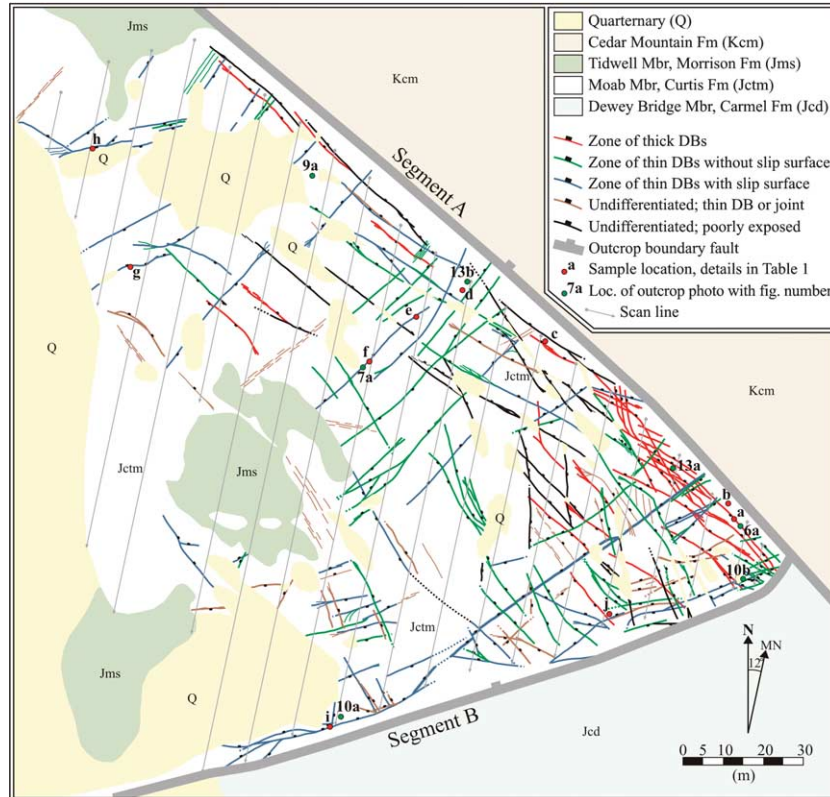 Jms
Kcm
Quarternary (Q)
Cedar Mountain Fm (Kcm)
Tidwell Mbr, Morrison Fm (Jms)
Moab Mbr, Curtis Fm (Jctm)
Dewey Bridge Mbr, Carmel Fm (Jcd)
Zone of thick DBs
Zone of thin DBs without slip surface
Zone of thin DBs with slip surface
Undifferentiated; thin DB or joint
Undifferentiated; poorly exposed
Outcrop boundary fault
a Sample location, details in Table 1
7a Loc. of outcrop photo with fig. number
Scan line
h
Q
Q
9a
Segment A
Q
g
13b
d
e
c
f
7a
Q
Jctm
Kcm
Jctm
Jms
13a
b
a
6a
Q
10b
j
Jctm
Jms
Q
10a
i
Segment B
Jcd
N
MN
12°
0 5 10 15 20 30
(m)